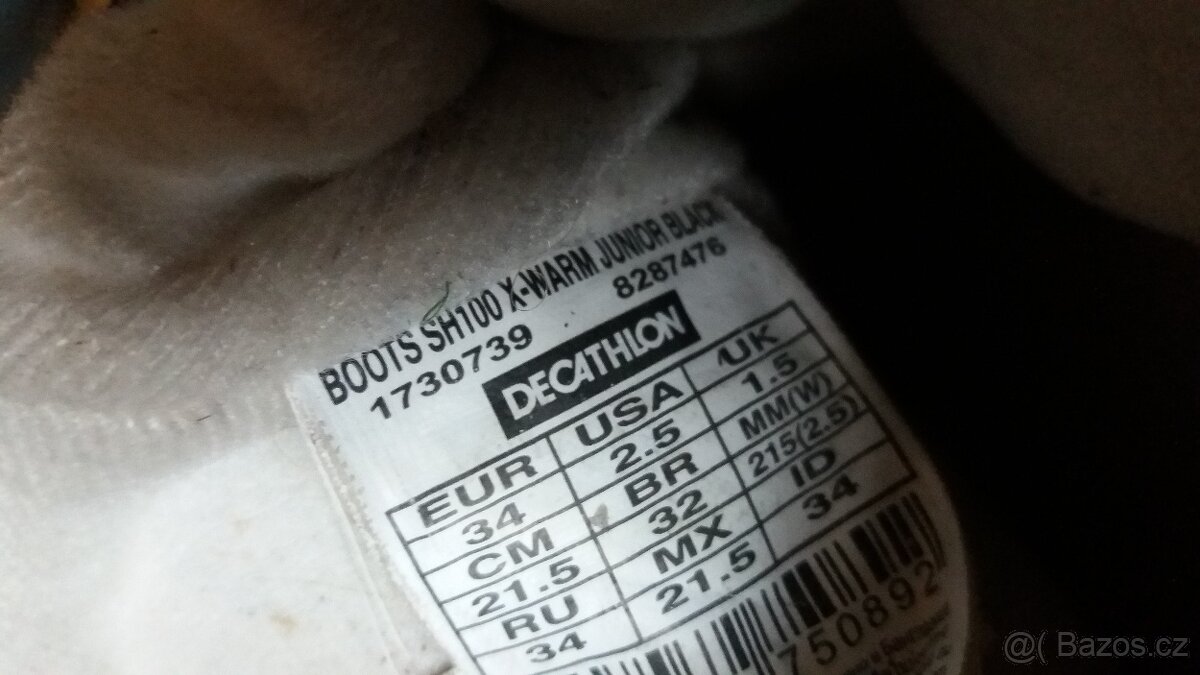 BOOTS SH100 X-WARM JUNIOR BLACK
1730739 8287476
DECATHLON
EUR USA UK
34 2.5 1.5
CM BR MM(W)
21.5 32 215(2.5)
RU MX ID
34 21.5 34
750892
@( Bazos.cz